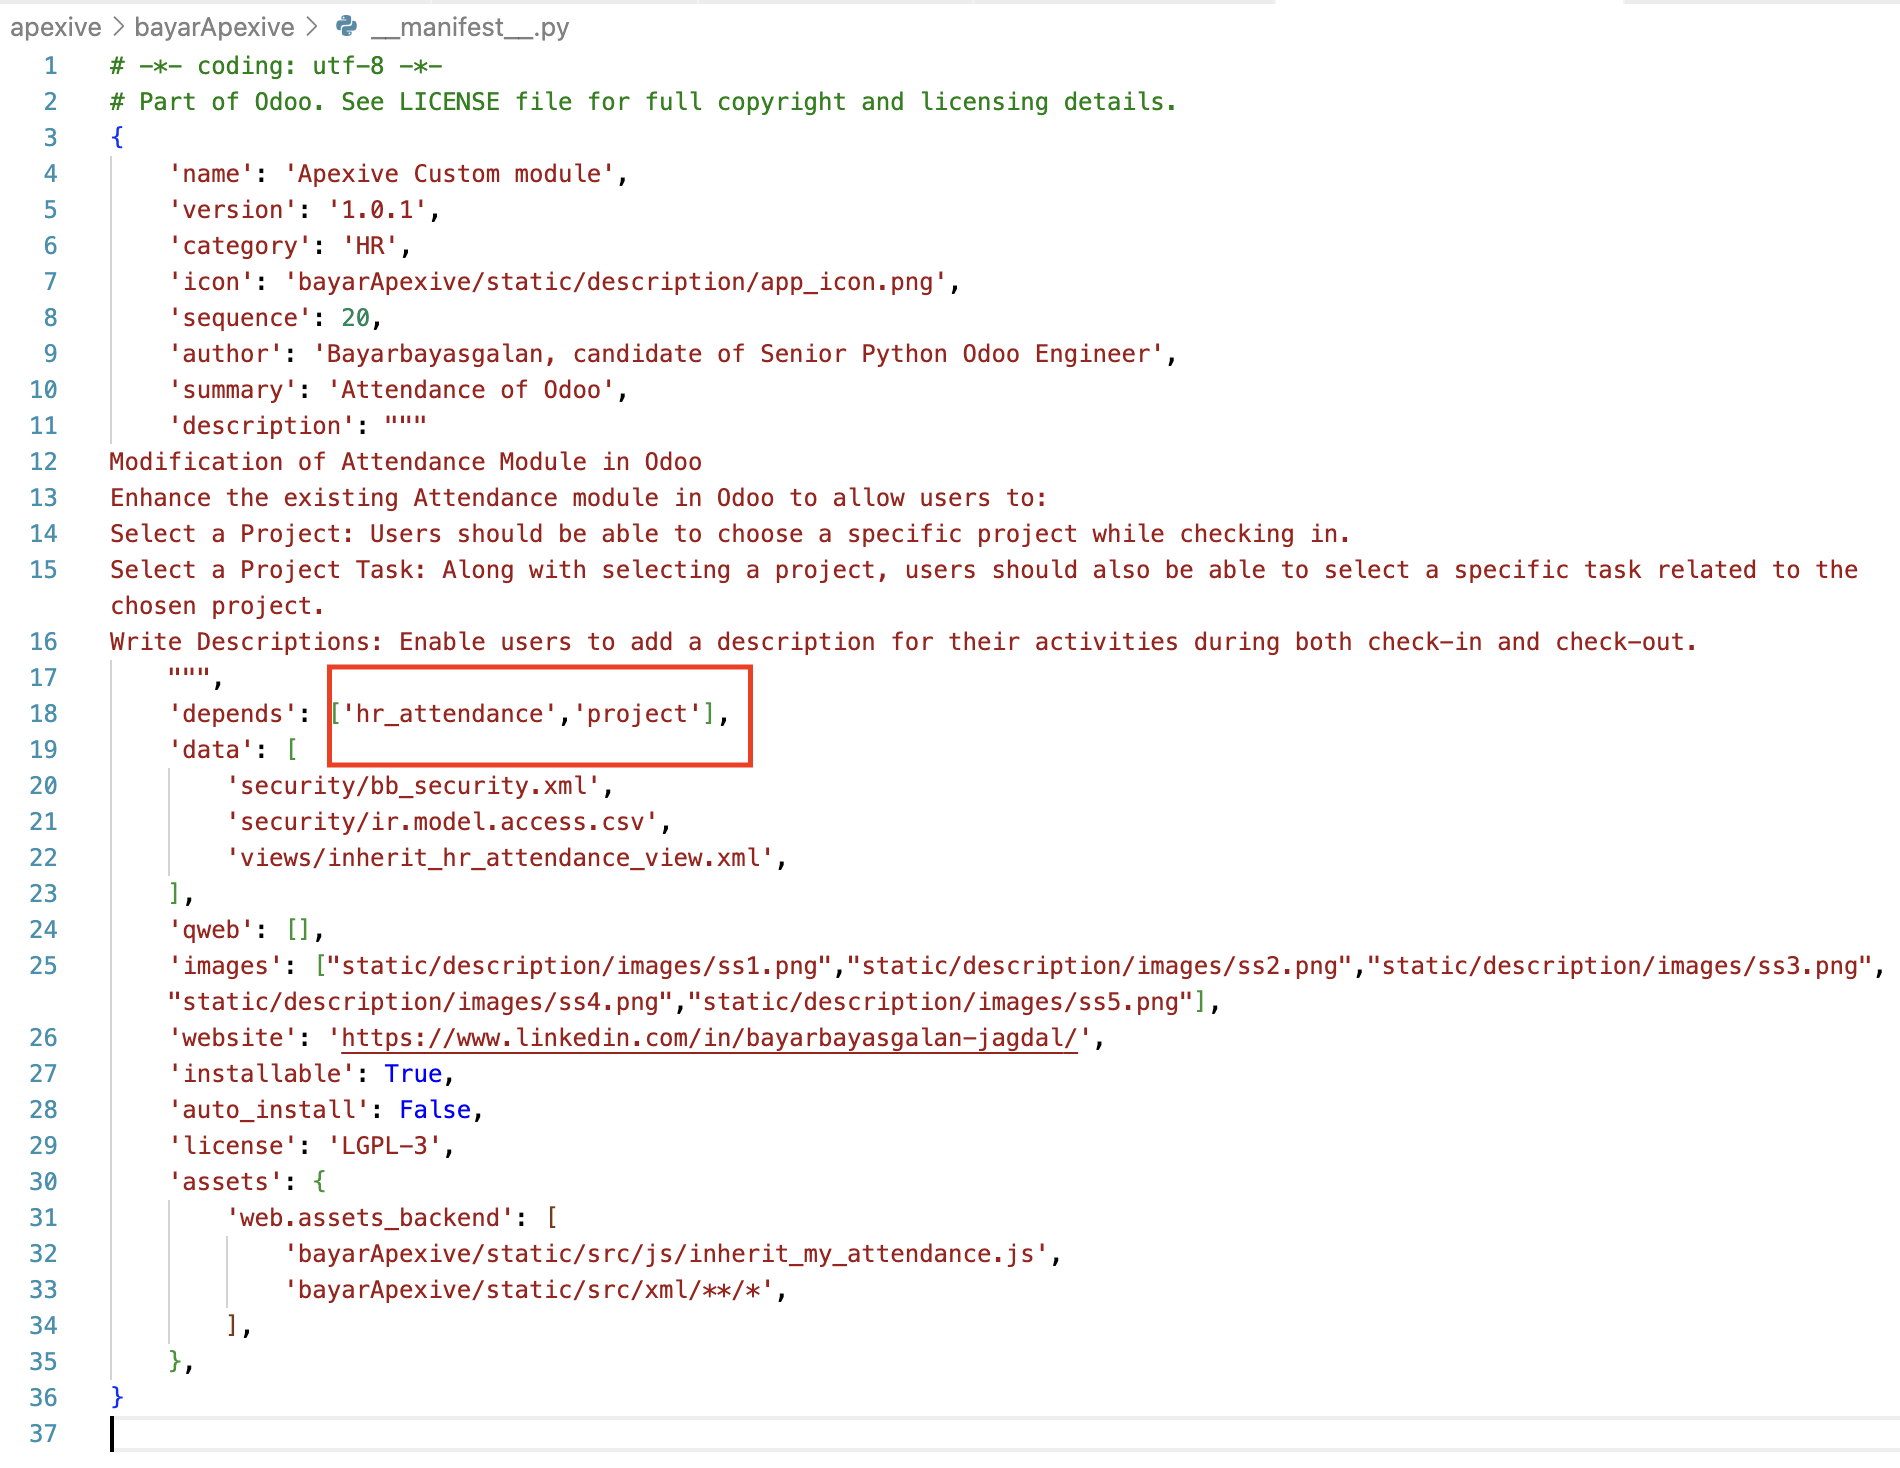 apexive > bayarApexive > __manifest__.py
1 # -*- coding: utf-8 -*-
2 # Part of Odoo. See LICENSE file for full copyright and licensing details.
3 {
4 'name': 'Apexive Custom module',
5 'version': '1.0.1',
6 'category': 'HR',
7 'icon': 'bayarApexive/static/description/app_icon.png',
8 'sequence': 20,
9 'author': 'Bayarbayasgalan, candidate of Senior Python Odoo Engineer',
10 'summary': 'Attendance of Odoo',
11 'description': """
12 Modification of Attendance Module in Odoo
13 Enhance the existing Attendance module in Odoo to allow users to:
14 Select a Project: Users should be able to choose a specific project while checking in.
15 Select a Project Task: Along with selecting a project, users should also be able to select a specific task related to the
chosen project.
16 Write Descriptions: Enable users to add a description for their activities during both check-in and check-out.
17 """,
18 'depends': ['hr_attendance','project'],
19 'data': [
20 'security/bb_security.xml',
21 'security/ir.model.access.csv',
22 'views/inherit_hr_attendance_view.xml',
23 ],
24 'qweb': [],
25 'images': ["static/description/images/ss1.png","static/description/images/ss2.png","static/description/images/ss3.png",
"static/description/images/ss4.png","static/description/images/ss5.png"],
26 'website': 'https://www.linkedin.com/in/bayarbayasgalan-jagdal/',
27 'installable': True,
28 'auto_install': False,
29 'license': 'LGPL-3',
30 'assets': {
31 'web.assets_backend': [
32 'bayarApexive/static/src/js/inherit_my_attendance.js',
33 'bayarApexive/static/src/xml/**/*',
34 ],
35 },
36 }
37